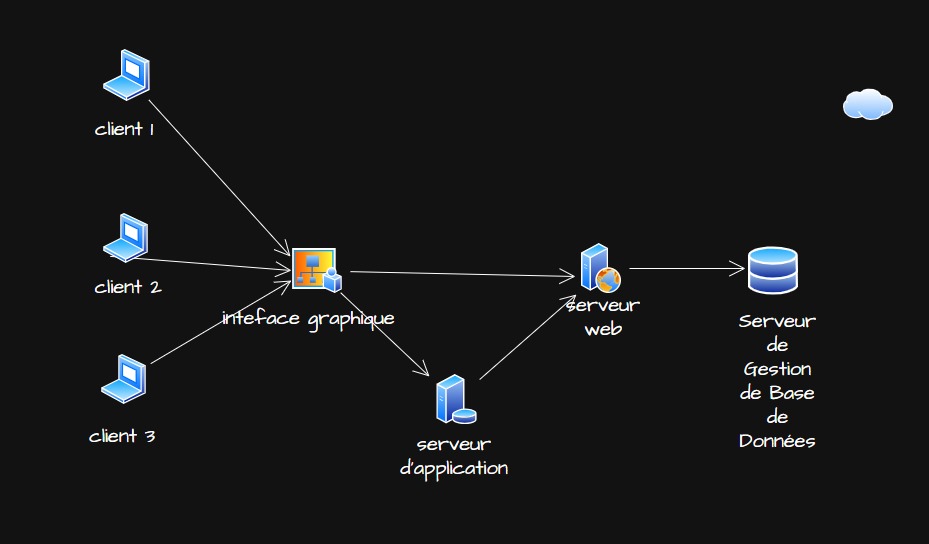 client 1
client 2
inteface graphique
client 3
serveur
d'application
serveur
web
Serveur
de
Gestion
de Base
de
Données